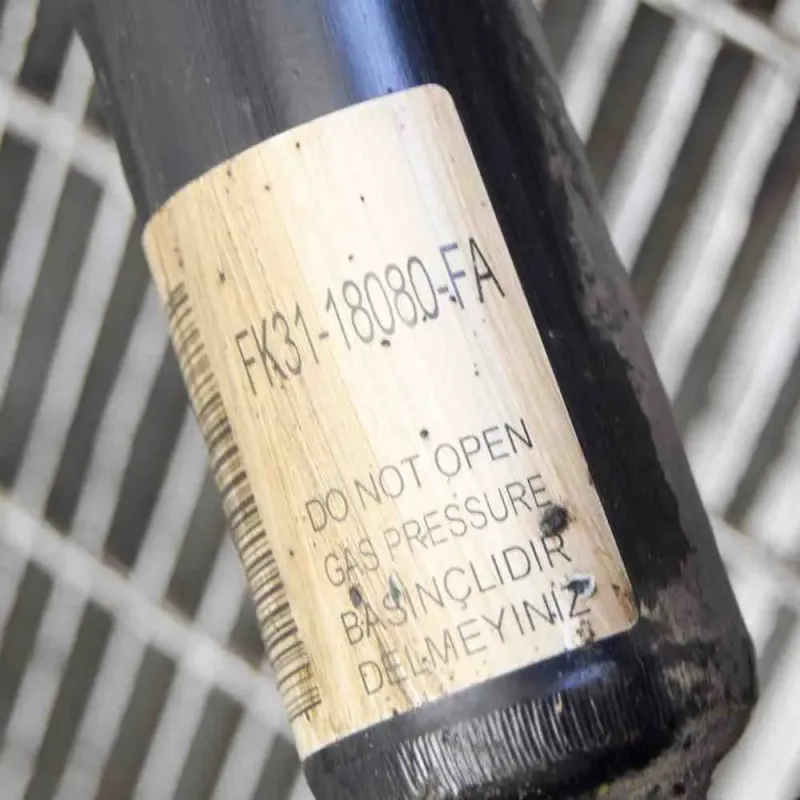 FK31-18080-FA
DO NOT OPEN
GAS PRESSURE
BASINÇLIDIR
DELMEYINIZ